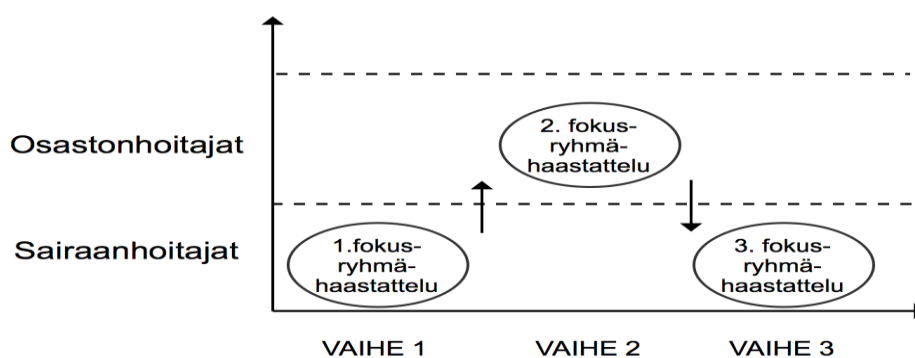 Osastonhoitajat
2. fokus-
ryhmä-
haastattelu
Sairaanhoitajat
1.fokus-
ryhmä-
haastattelu
3. fokus-
ryhmä-
haastattelu
VAIHE 1
VAIHE 2
VAIHE 3